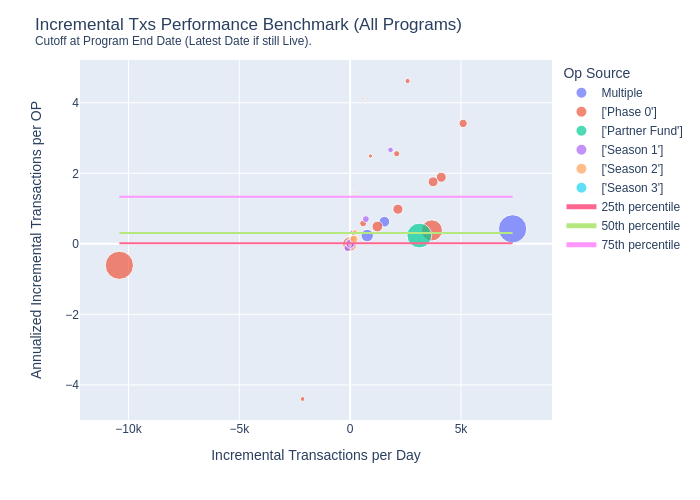 Incremental Txs Performance Benchmark (All Programs)
Cutoff at Program End Date (Latest Date if still Live).
Op Source
Multiple
['Phase 0']
['Partner Fund']
['Season 1']
['Season 2']
['Season 3']
25th percentile
50th percentile
75th percentile
Annualized Incremental Transactions per OP
4
2
0
−2
−4
−10k
−5k
0
5k
Incremental Transactions per Day